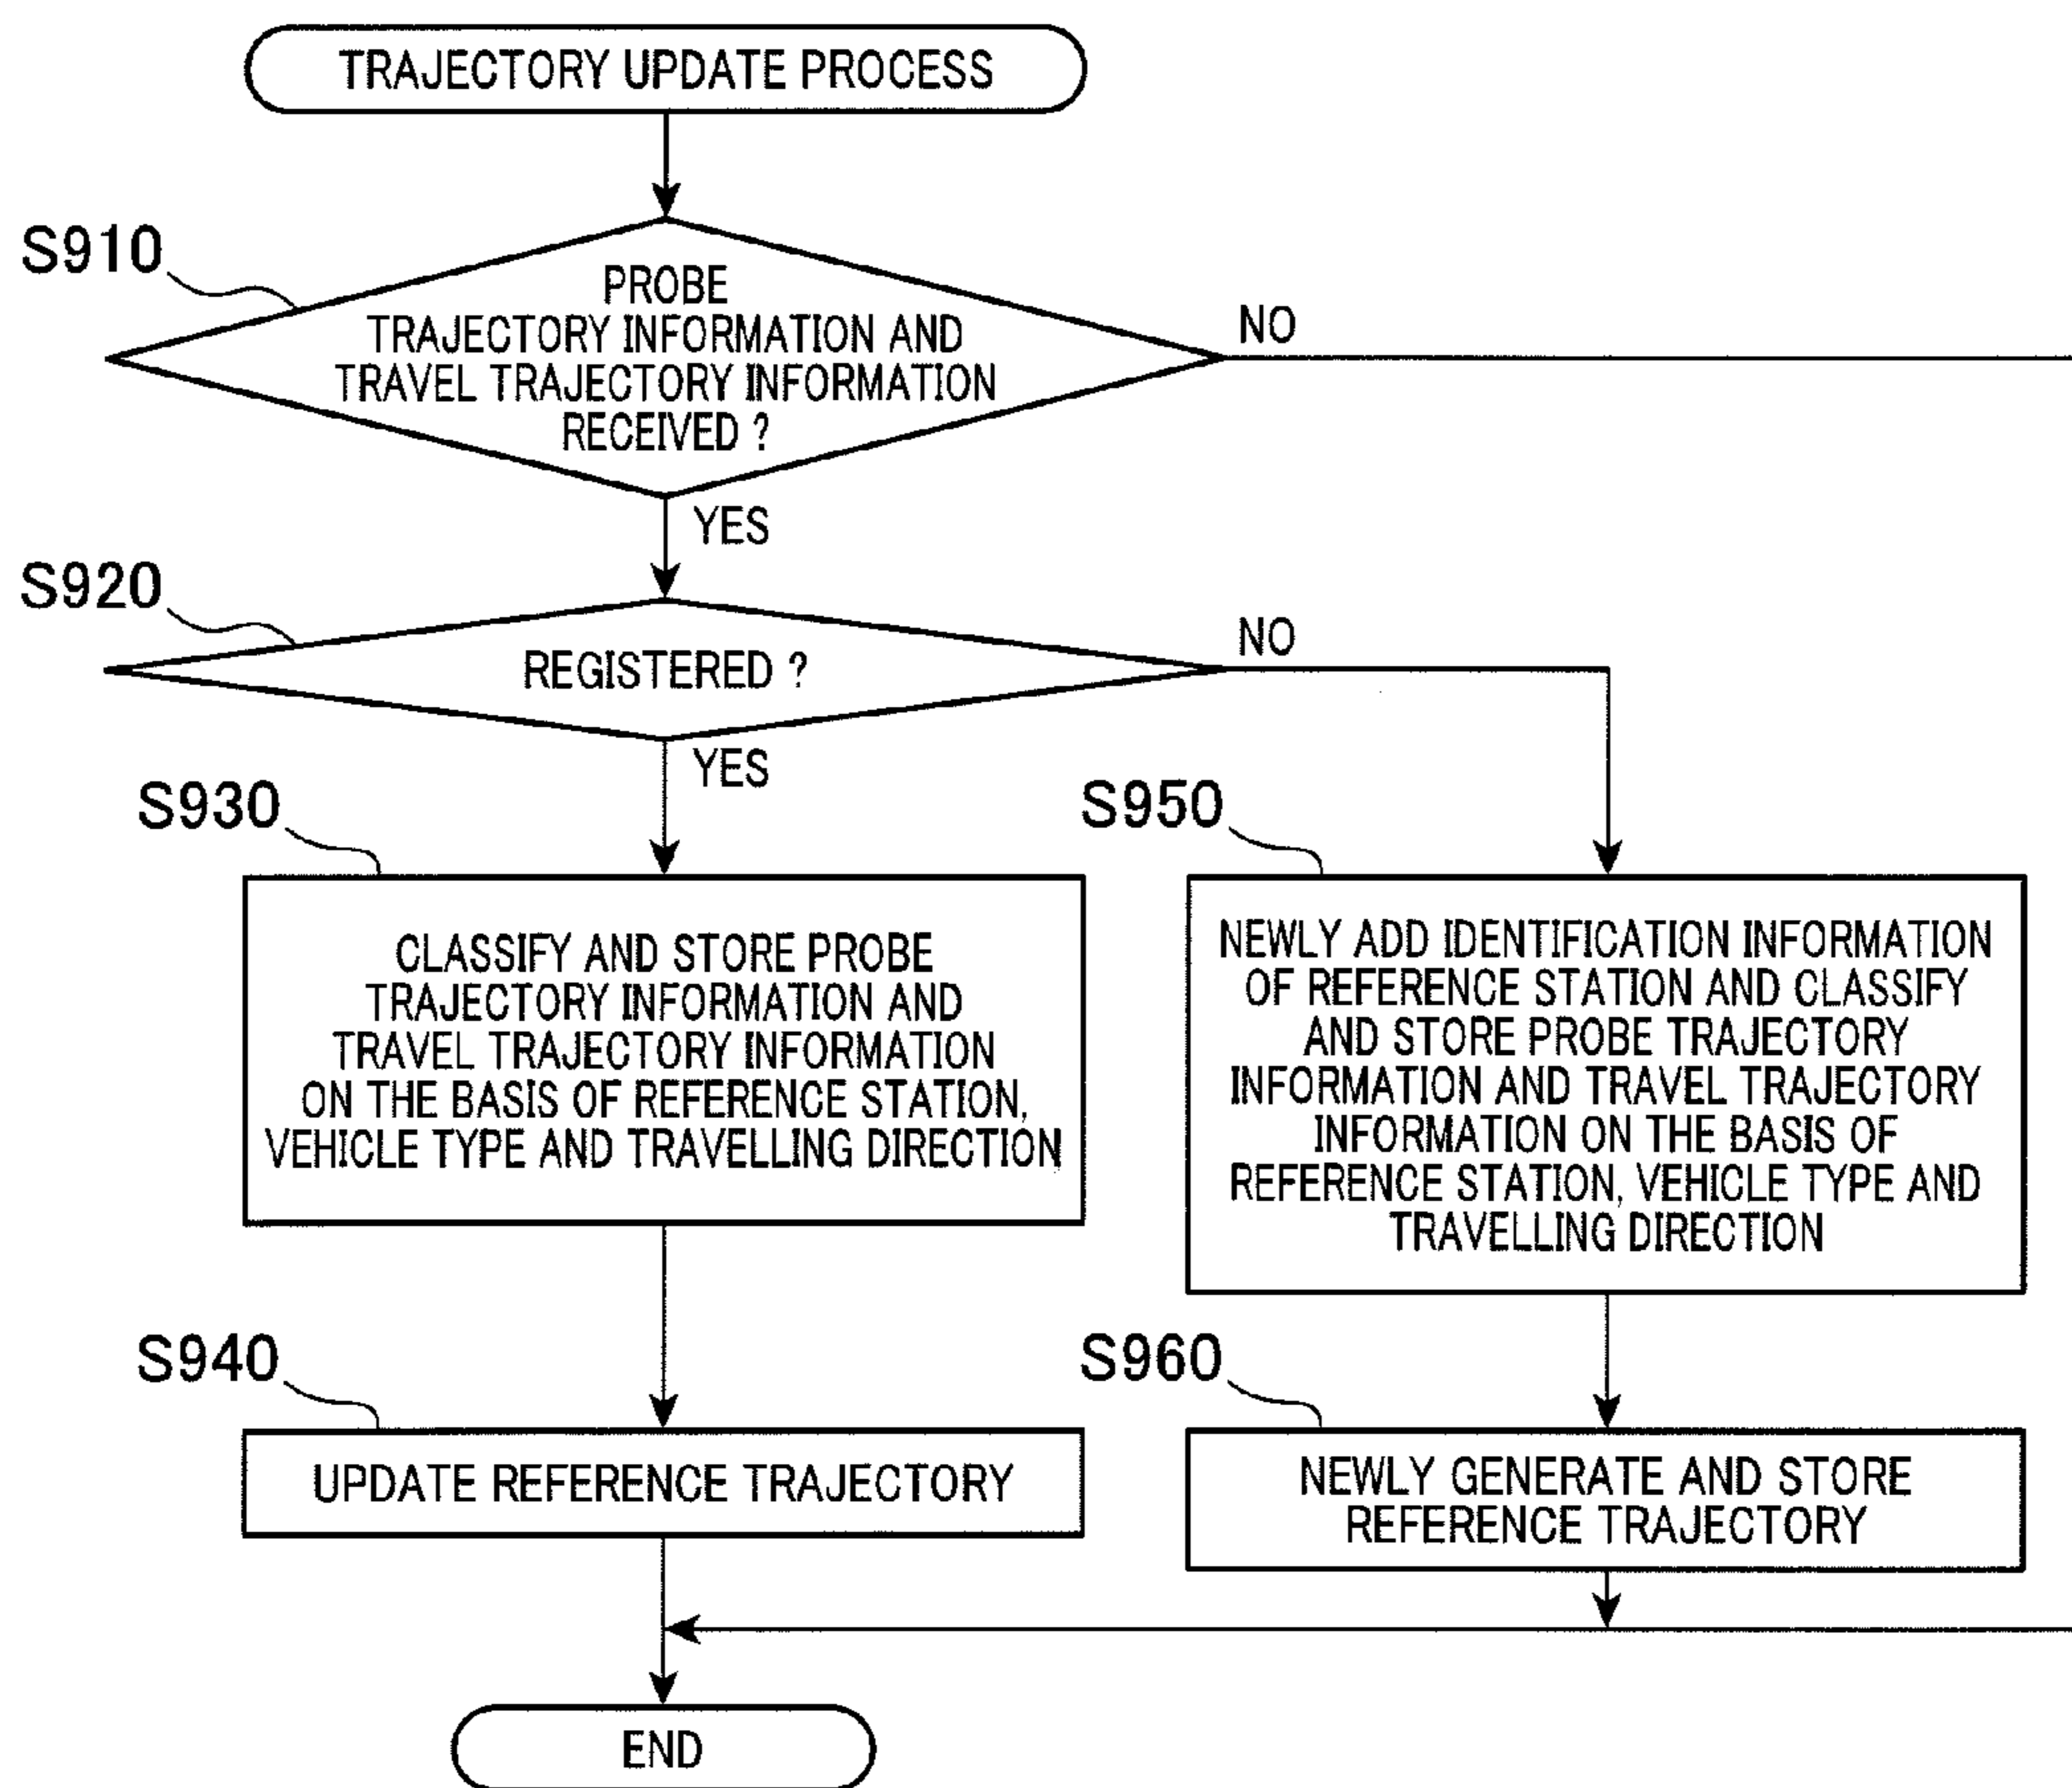 TRAJECTORY UPDATE PROCESS
S910
PROBE
TRAJECTORY INFORMATION AND
TRAVEL TRAJECTORY INFORMATION
RECEIVED ?
NO
YES
S920
REGISTERED ?
NO
YES
S930
CLASSIFY AND STORE PROBE
TRAJECTORY INFORMATION AND
TRAVEL TRAJECTORY INFORMATION
ON THE BASIS OF REFERENCE STATION,
VEHICLE TYPE AND TRAVELLING DIRECTION
S950
NEWLY ADD IDENTIFICATION INFORMATION
OF REFERENCE STATION AND CLASSIFY
AND STORE PROBE TRAJECTORY
INFORMATION AND TRAVEL TRAJECTORY
INFORMATION ON THE BASIS OF
REFERENCE STATION, VEHICLE TYPE AND
TRAVELLING DIRECTION
S940
UPDATE REFERENCE TRAJECTORY
S960
NEWLY GENERATE AND STORE
REFERENCE TRAJECTORY
END